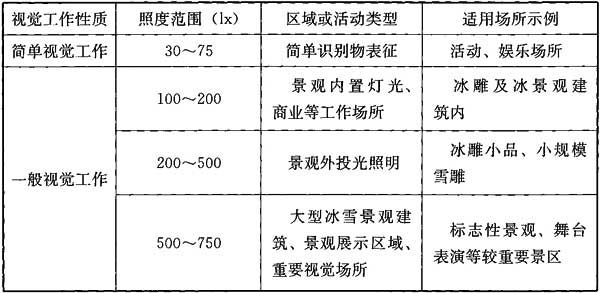 视觉工作性质 照度范围（lx） 区域或活动类型 适用场所示例
简单视觉工作 30～75 简单识别物表征 活动、娱乐场所
一般视觉工作
100～200
景观内置灯光、
商业等工作场所
冰雕及冰景观建
筑内
200～500
景观外投光照明
冰雕小品、小规模
雪雕
500～750
大型冰雪景观建
筑、景观展示区域、
重要视觉场所
标志性景观、舞台
表演等较重要景区